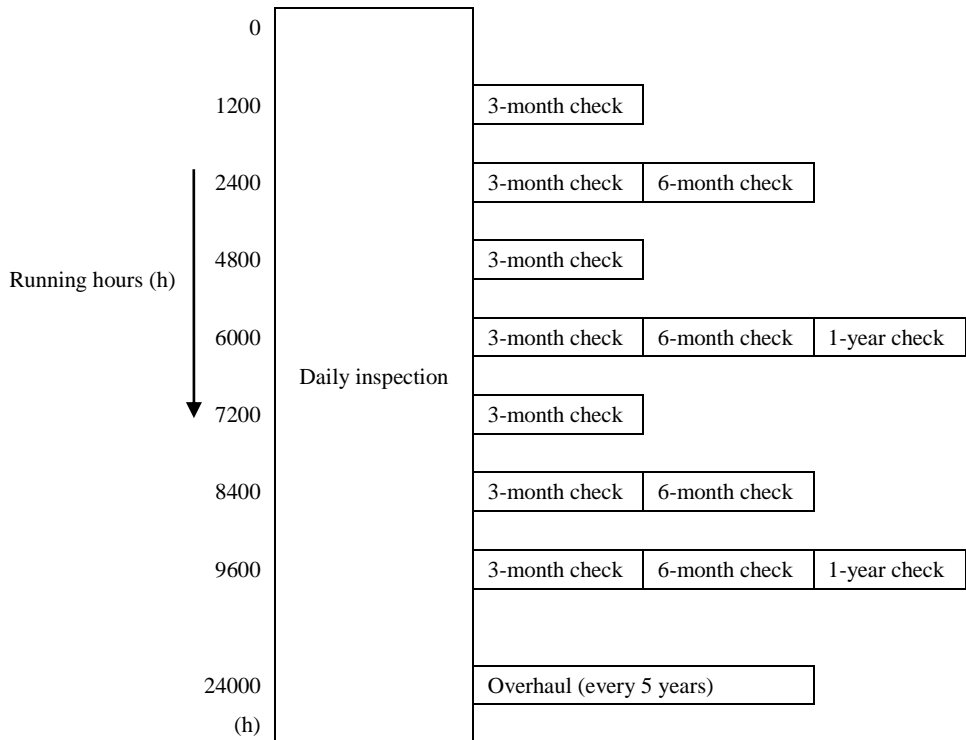 0
1200 3-month check
2400 3-month check 6-month check
4800 3-month check
Running hours (h)
6000 3-month check 6-month check 1-year check
Daily inspection
7200 3-month check
8400 3-month check 6-month check
9600 3-month check 6-month check 1-year check
24000 Overhaul (every 5 years)
(h)